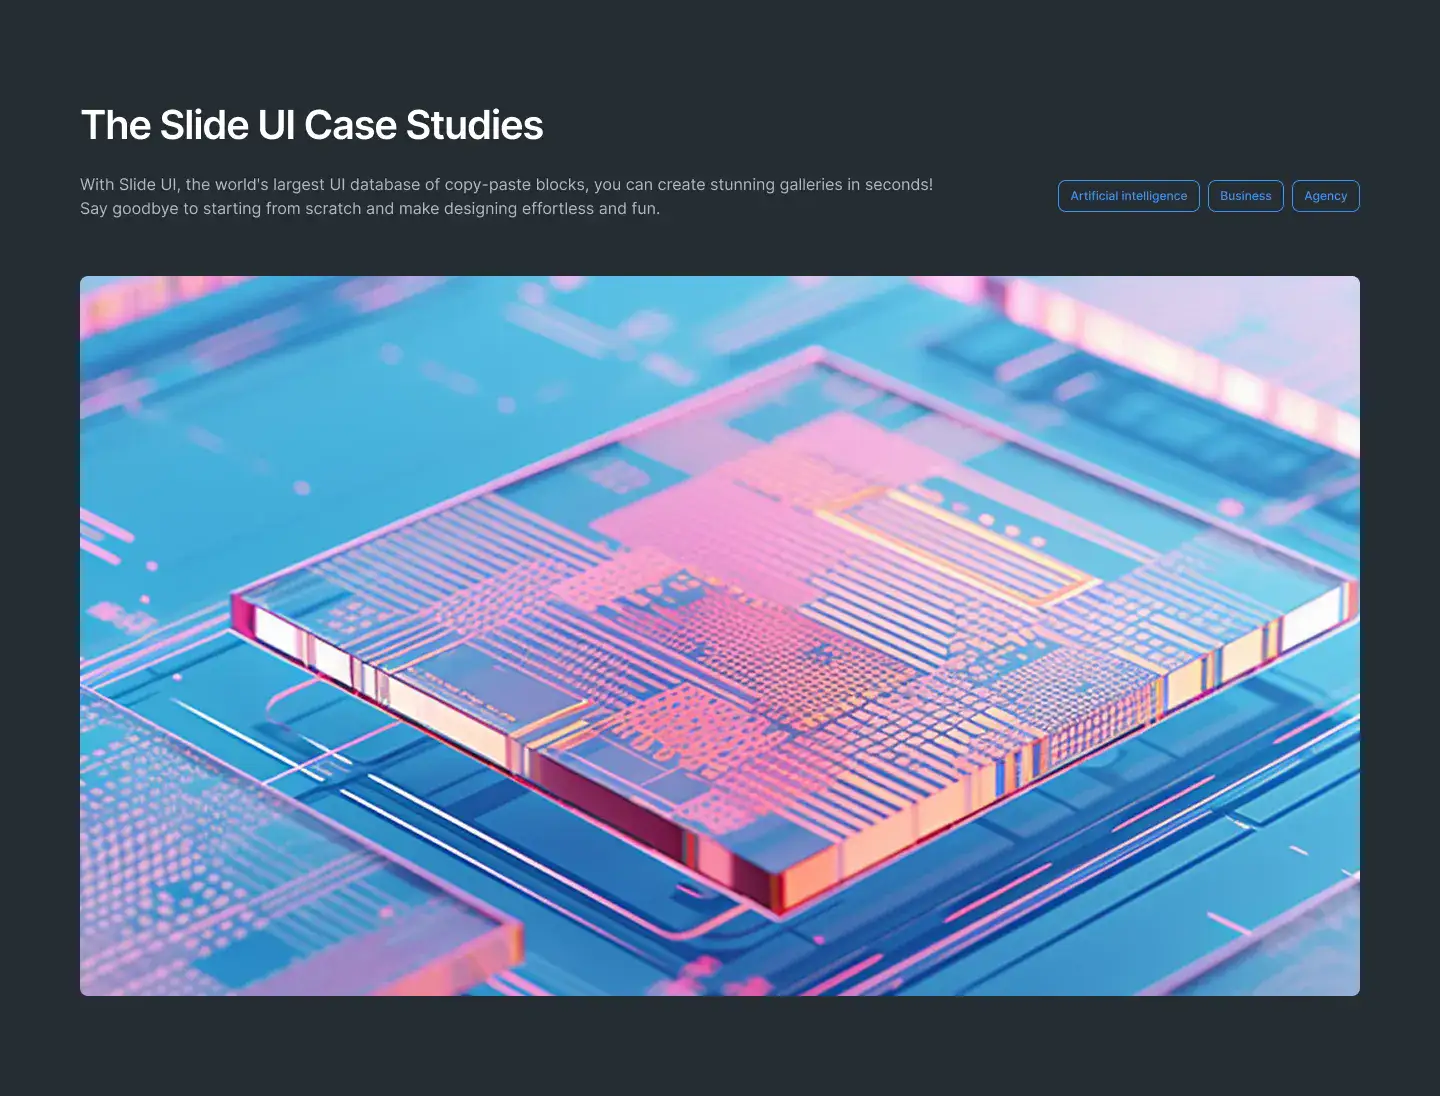 The Slide UI Case Studies
With Slide UI, the world's largest UI database of copy-paste blocks, you can create stunning galleries in seconds!
Say goodbye to starting from scratch and make designing effortless and fun.
Artificial intelligence
Business
Agency